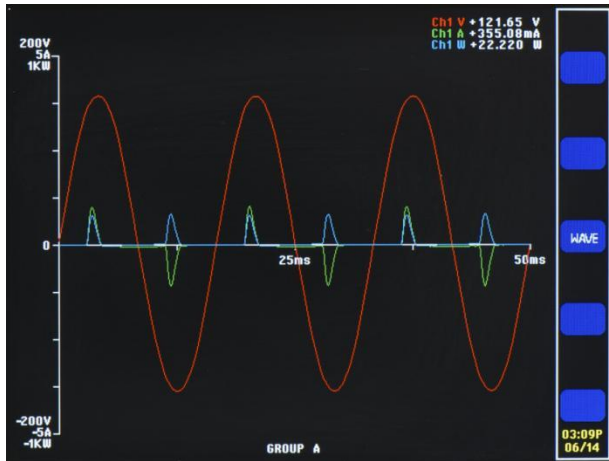 Ch1 V +121.65 V
Ch1 A +355.08mA
Ch1 W +22.220 W
200V
5A
1KW
0
25ms
50ms
WAVE
-200V
-5A
-1KW
GROUP A
03:09P
06/14